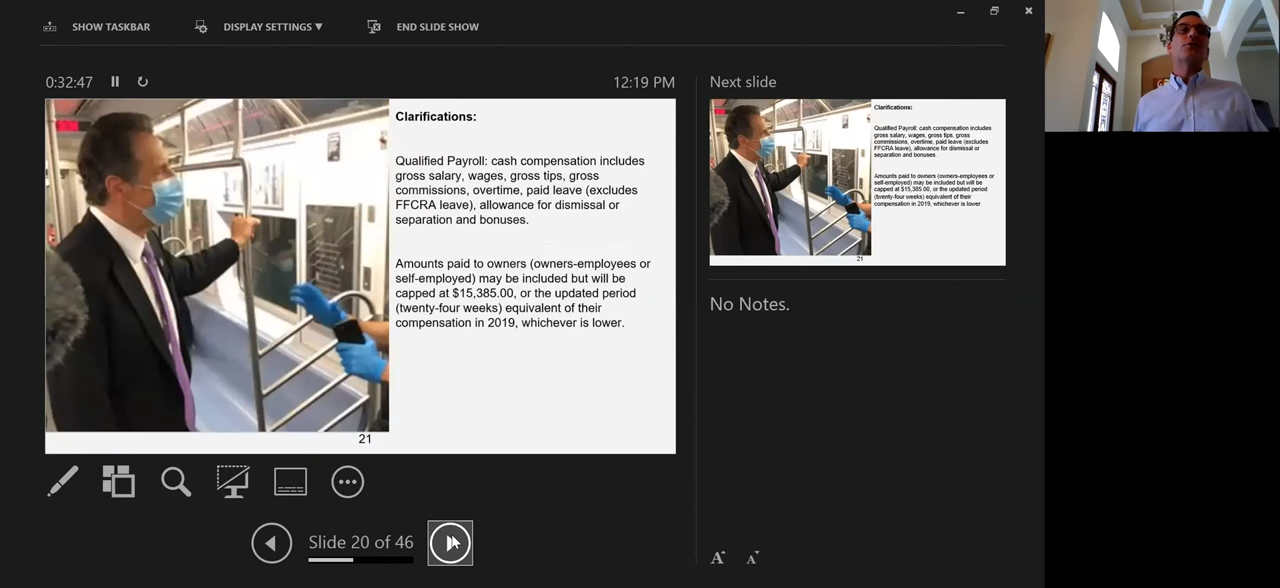 SHOW TASKBAR
DISPLAY SETTINGS ▼
END SLIDE SHOW
0:32:47
12:19 PM
Clarifications:
Qualified Payroll: cash compensation includes
gross salary, wages, gross tips, gross
commissions, overtime, paid leave (excludes
FFCRA leave), allowance for dismissal or
separation and bonuses.
Amounts paid to owners (owners-employees or
self-employed) may be included but will be
capped at $15,385.00, or the updated period
(twenty-four weeks) equivalent of their
compensation in 2019, whichever is lower.
21
Slide 20 of 46
Next slide
Clarifications:
Qualified Payroll: cash compensation includes
gross salary, wages, gross tips, gross
commissions, overtime, paid leave (excludes
FFCRA leave), allowance for dismissal or
separation and bonuses.
Amounts paid to owners (owners-employees or
self-employed) may be included but will be
capped at $15,385.00, or the updated period
(twenty-four weeks) equivalent of their
compensation in 2019, whichever is lower
21
No Notes.
A A